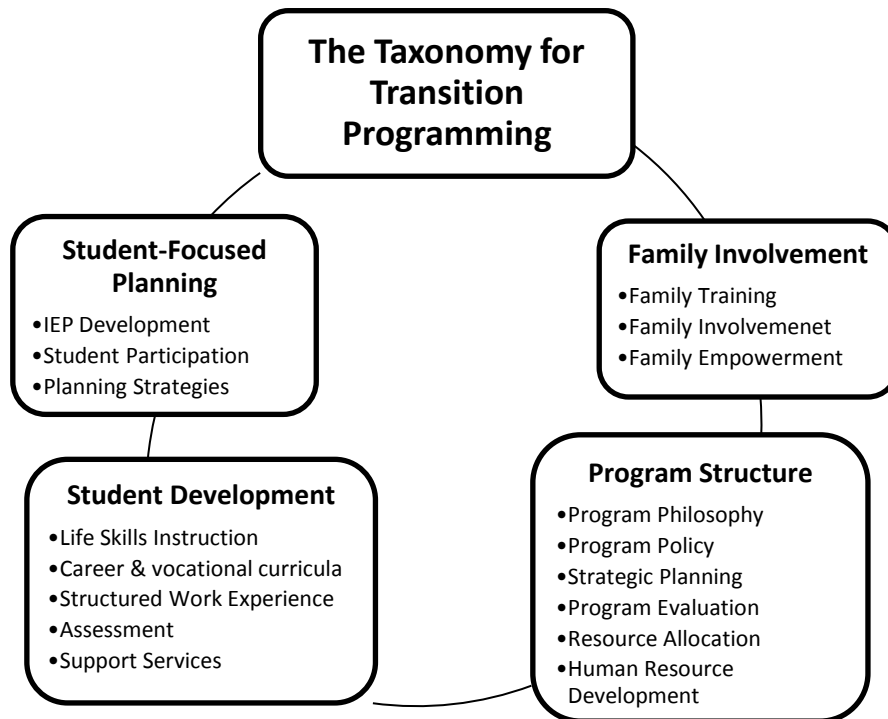 The Taxonomy for
Transition
Programming
Student-Focused
Planning
•IEP Development
•Student Participation
•Planning Strategies
Family Involvement
•Family Training
•Family Involvemenet
•Family Empowerment
Student Development
•Life Skills Instruction
•Career & vocational curricula
•Structured Work Experience
•Assessment
•Support Services
Program Structure
•Program Philosophy
•Program Policy
•Strategic Planning
•Program Evaluation
•Resource Allocation
•Human Resource
Development